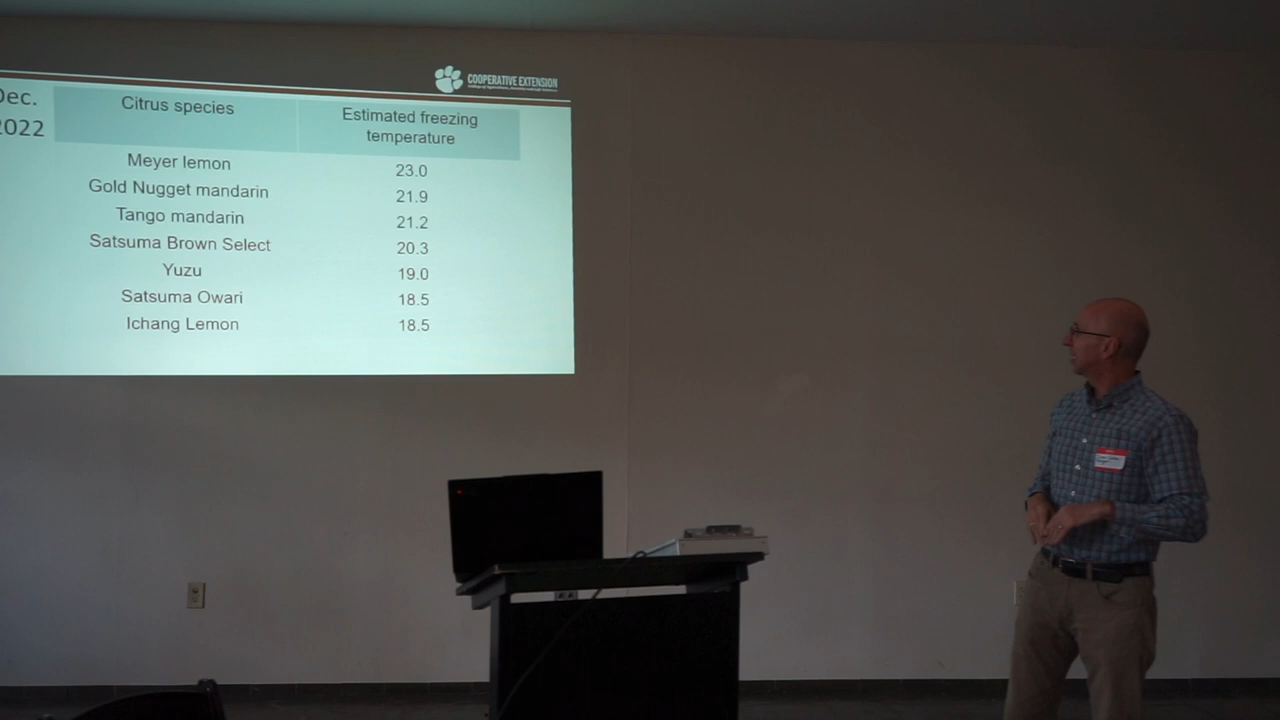 COOPERATIVE EXTENSION
Dec.
2022
Citrus species
Estimated freezing
temperature
Meyer lemon 23.0
Gold Nugget mandarin 21.9
Tango mandarin 21.2
Satsuma Brown Select 20.3
Yuzu 19.0
Satsuma Owari 18.5
Ichang Lemon 18.5